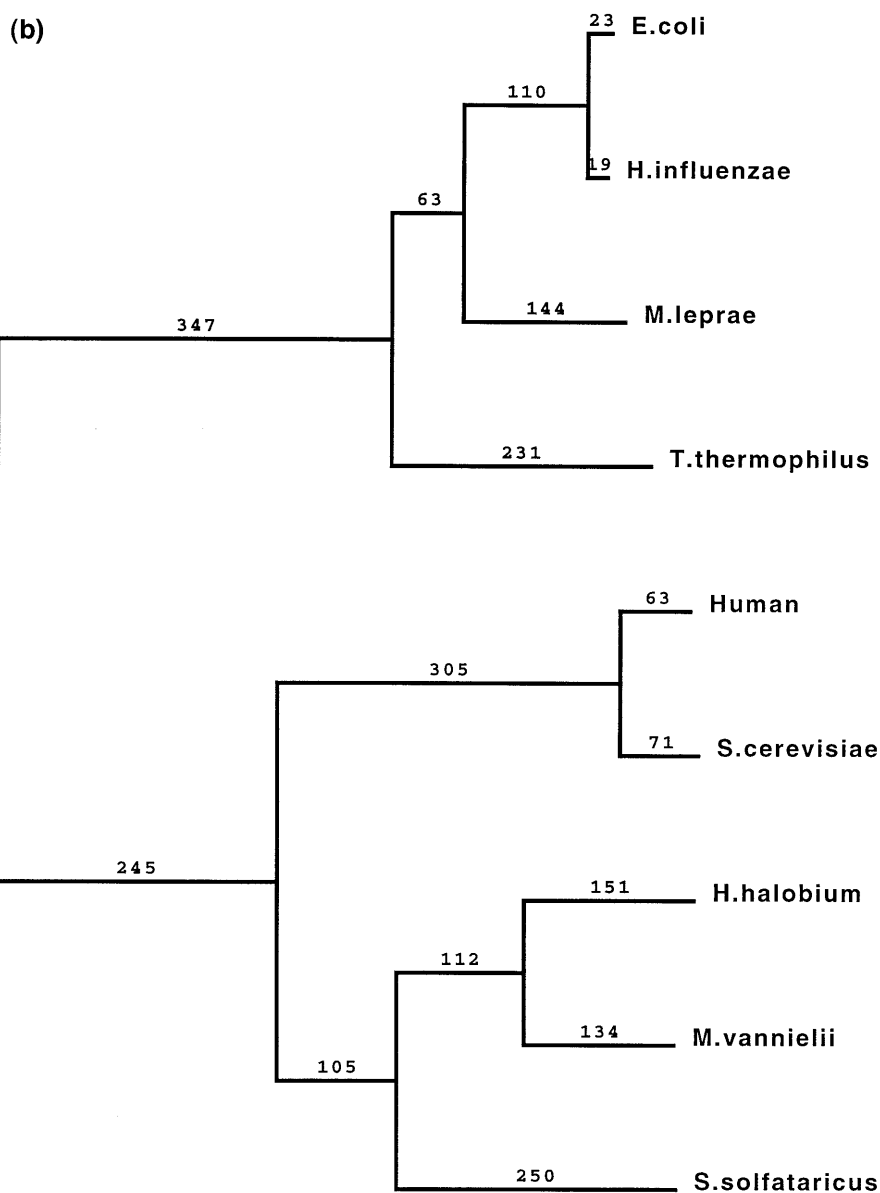 (b)
23 E.coli
110
19 H.influenzae
63
144 M.leprae
347
231 T.thermophilus
63 Human
305
71 S.cerevisiae
245
151 H.halobium
112
134 M.vannielii
105
250 S.solfataricus